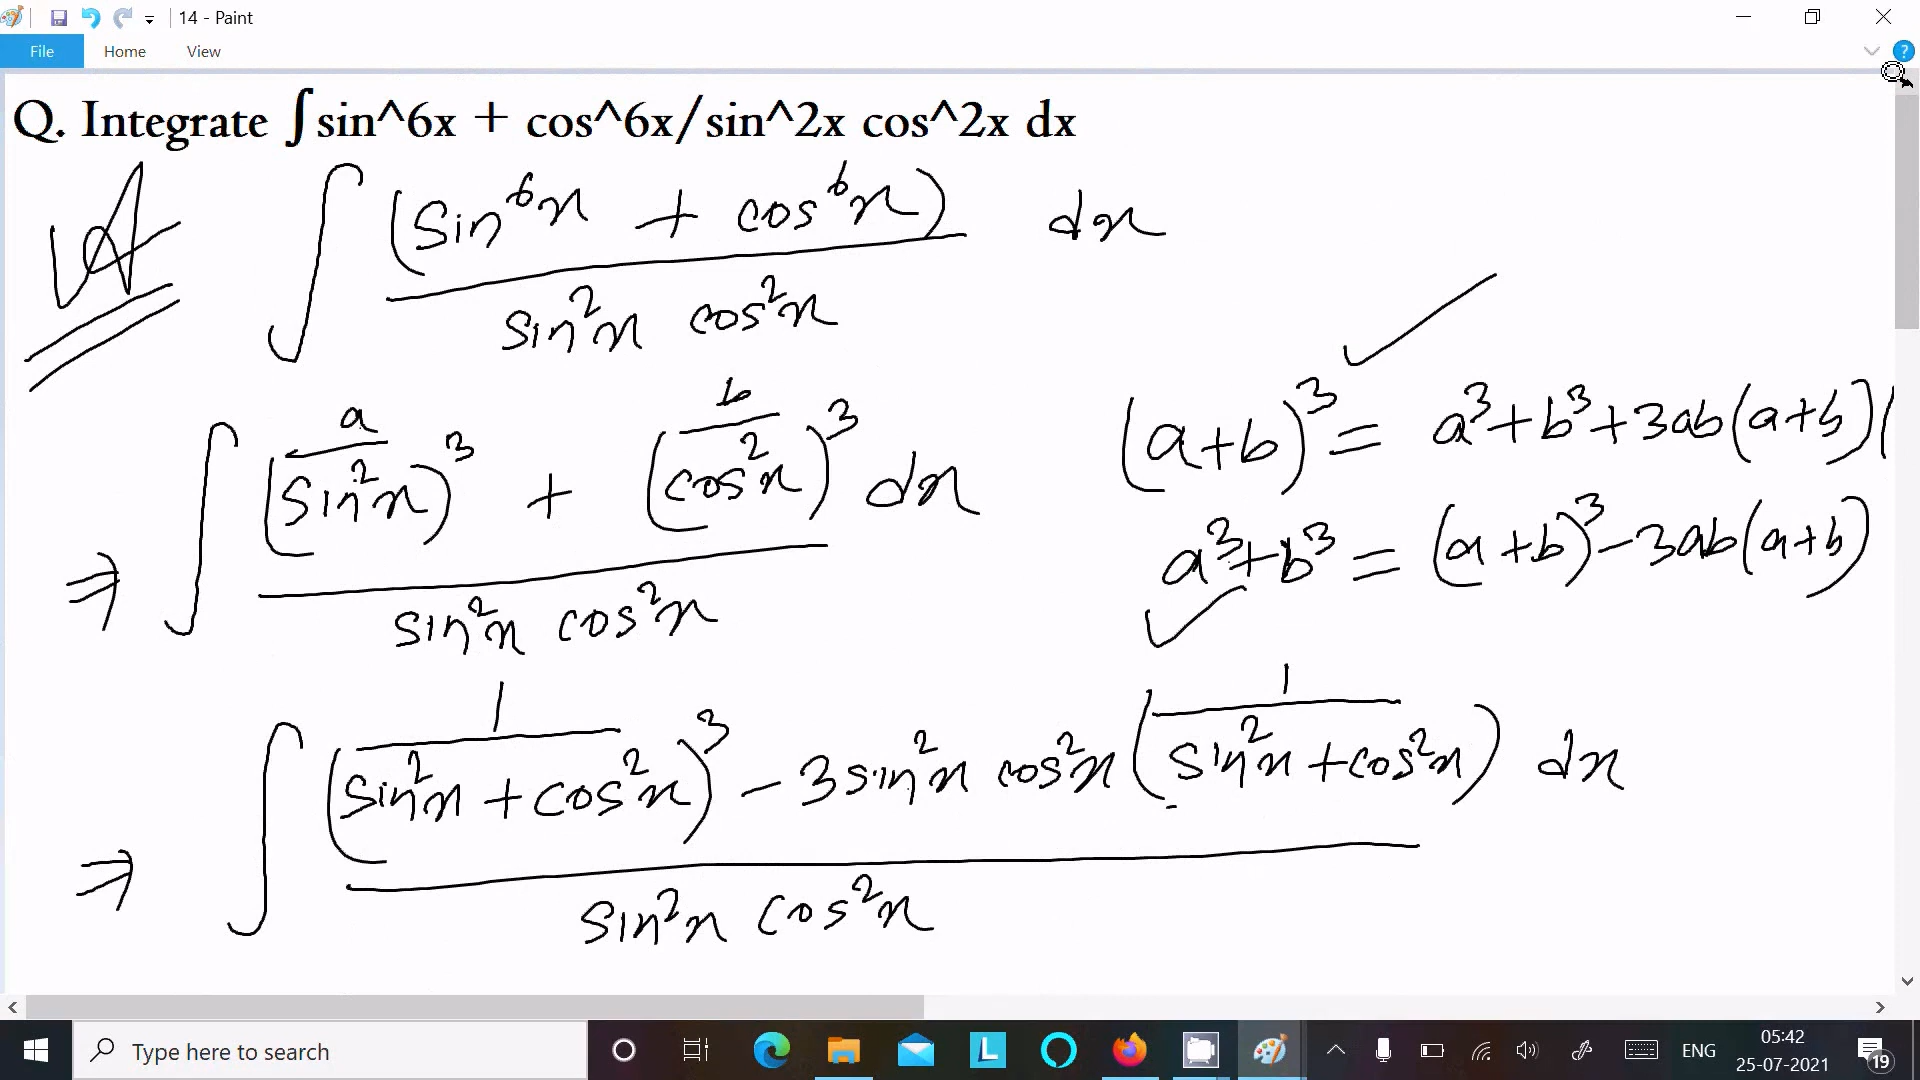 14 - Paint
File Home View
Q. Integrate ∫sin^6x + cos^6x/sin^2x cos^2x dx
∫ (sin⁶x + cos⁶x) dx
sin²x cos²x
(a+b)³ = a³+b³+3ab(a+b)
a b
⇒ ∫ (sin²x)³ + (cos²x)³ dx
sin²x cos²x
a³+b³ = (a+b)³-3ab(a+b)
1 1
⇒ ∫ (sin²x+cos²x)³ - 3sin²x cos²x (sin²x+cos²x) dx
sin²x cos²x
Type here to search
L
ENG
05:42
25-07-2021
19